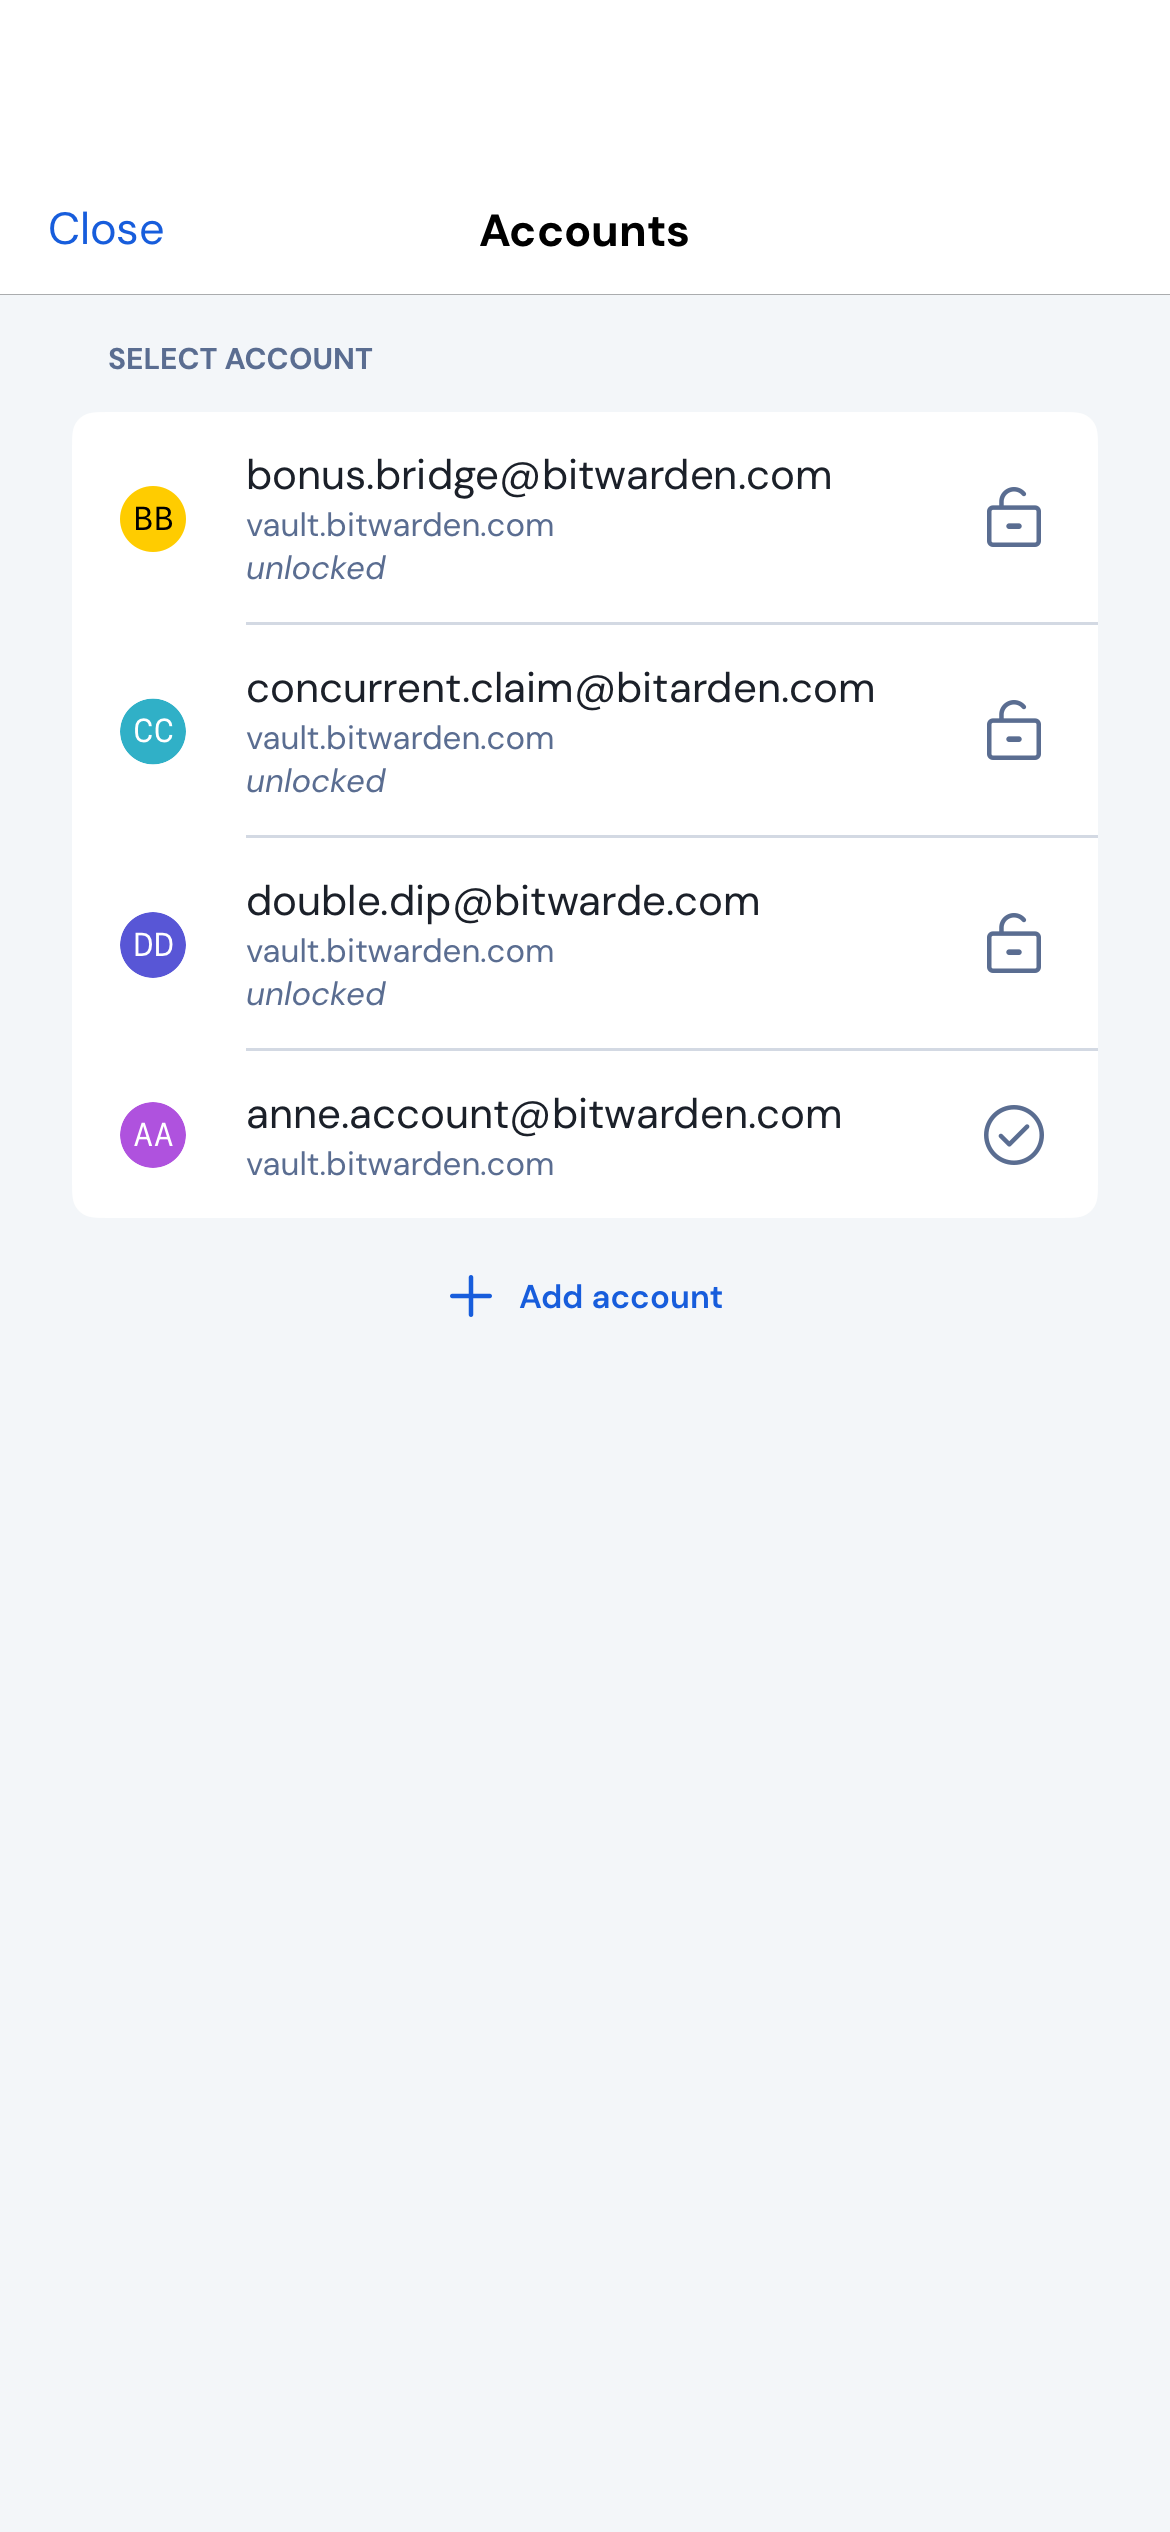 Close
Accounts
SELECT ACCOUNT
BB
bonus.bridge@bitwarden.com
vault.bitwarden.com
unlocked
CC
concurrent.claim@bitarden.com
vault.bitwarden.com
unlocked
DD
double.dip@bitwarde.com
vault.bitwarden.com
unlocked
AA
anne.account@bitwarden.com
vault.bitwarden.com
Add account